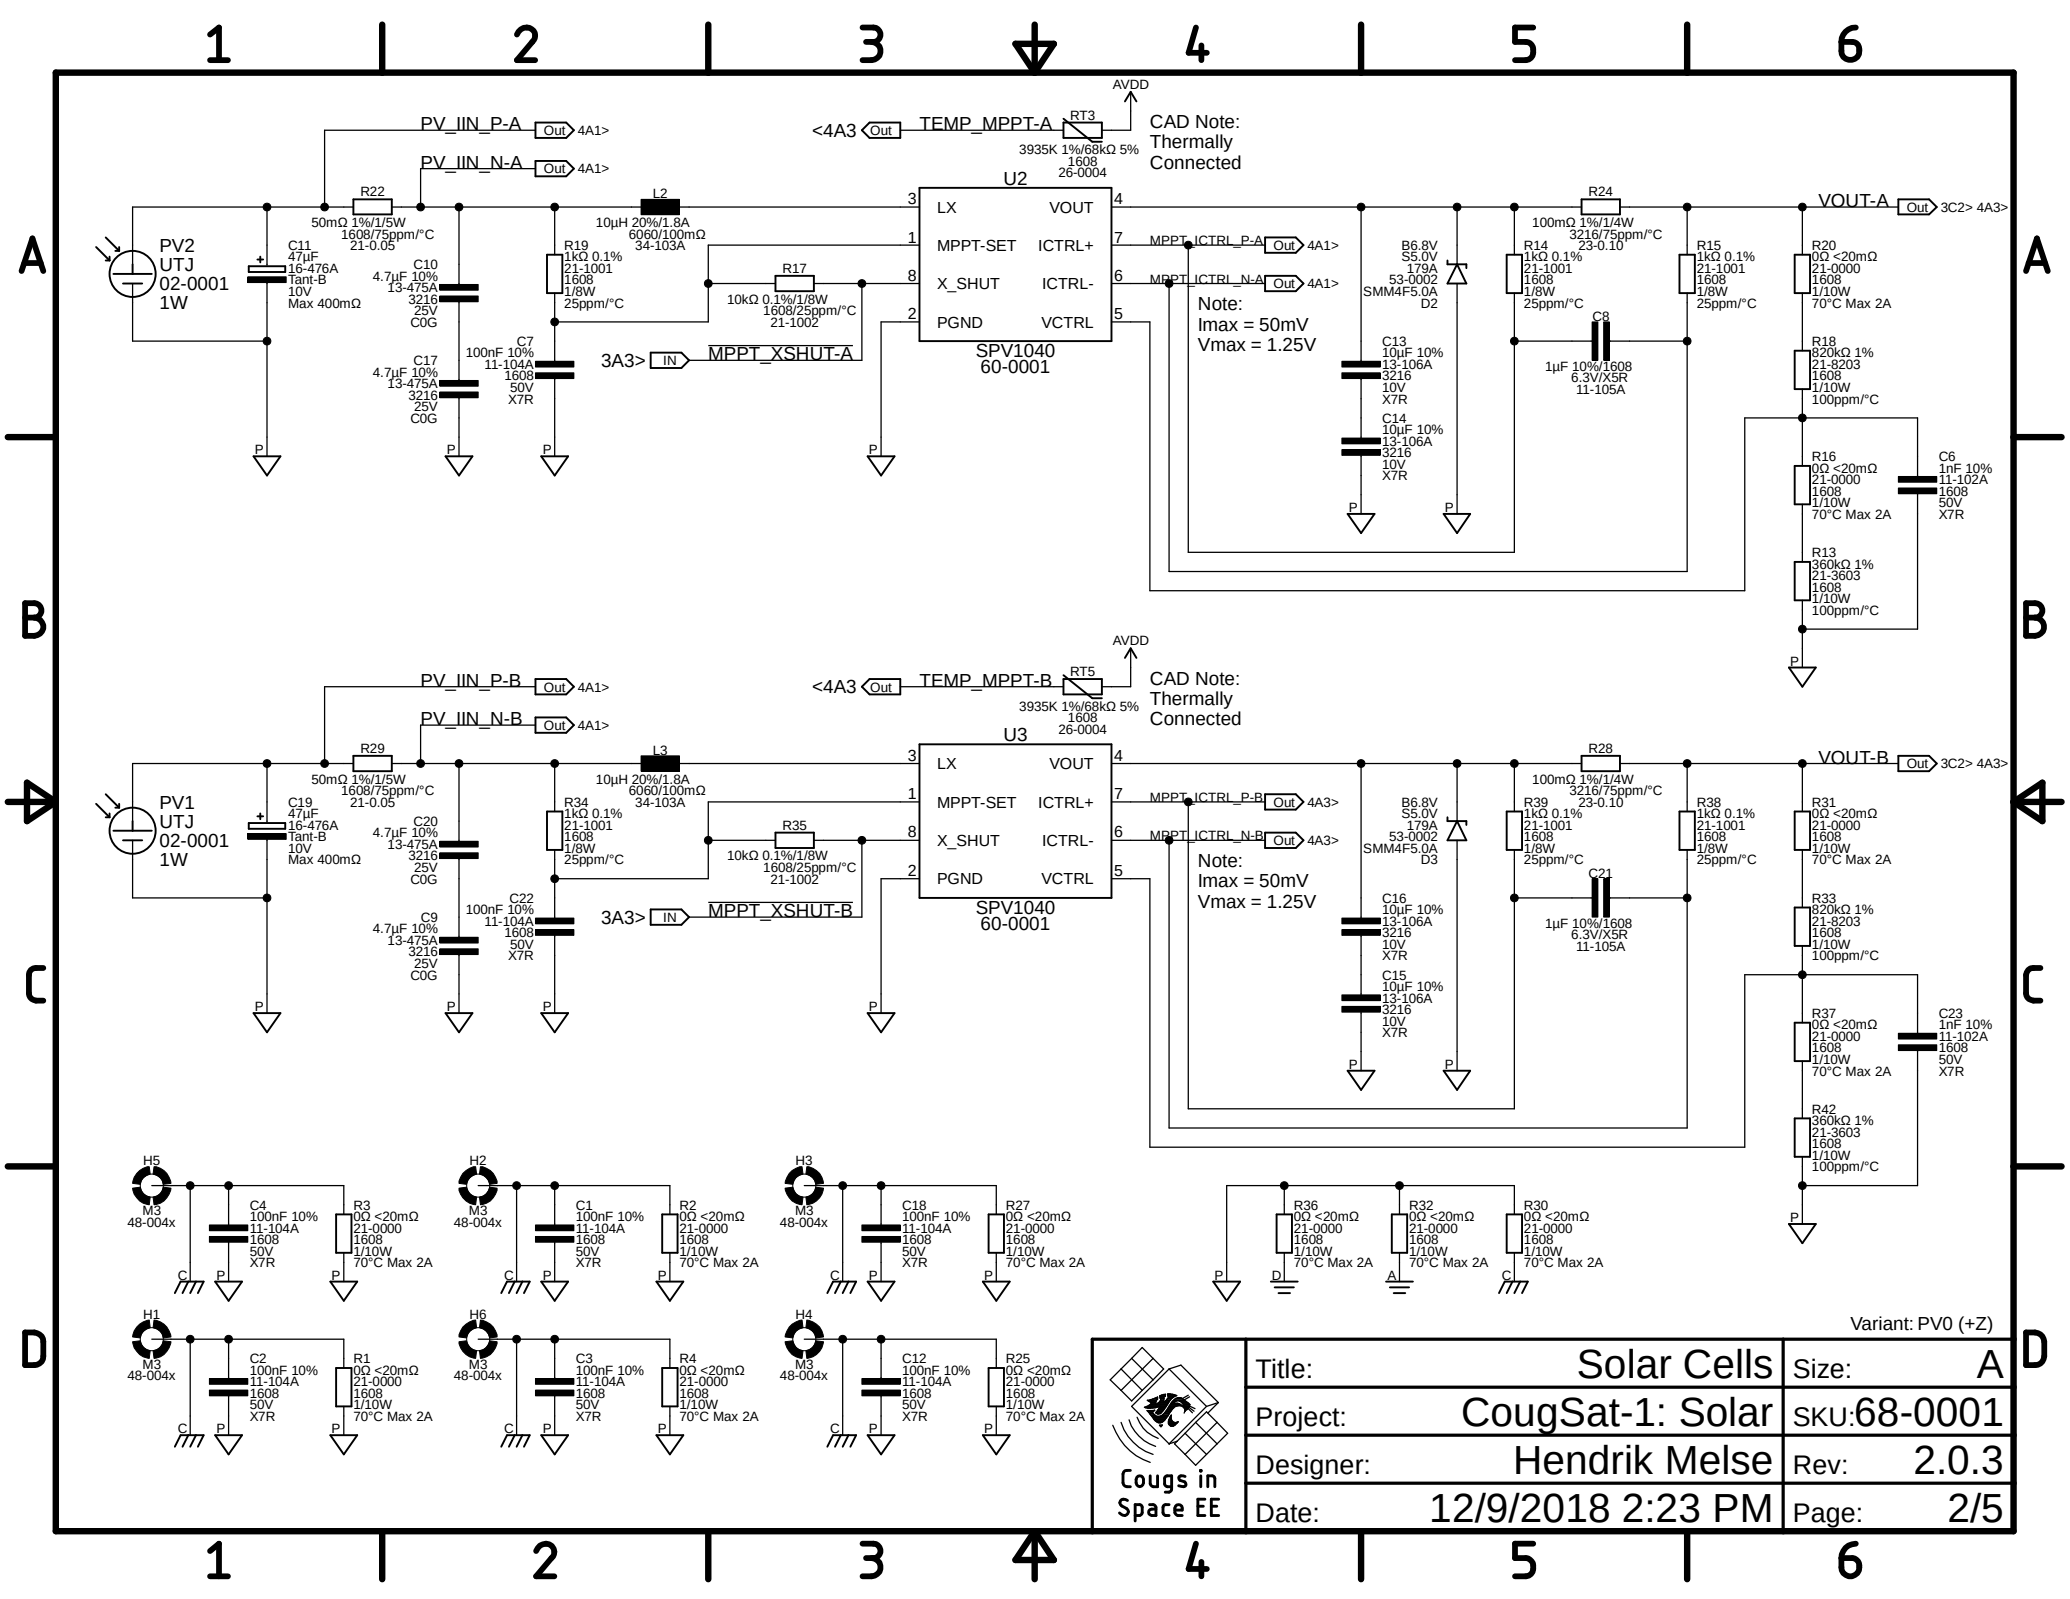 1 2 3 4 5 6
A
AVDD
PV_IIN_P-A Out 4A1>
<4A3 Out TEMP_MPPT-A
RT3
3935K 1%/68kΩ 5%
1608
26-0004
CAD Note:
Thermally
Connected
PV_IIN_N-A Out 4A1>
PV2
UTJ
02-0001
1W
C11
47µF
16-476A
Tant-B
10V
Max 400mΩ
P
R22
50mΩ 1%/1/5W
1608/75ppm/°C
21-0.05
C10
4.7µF 10%
13-475A
3216
25V
C0G
C17
4.7µF 10%
13-475A
3216
25V
C0G
P
R19
1kΩ 0.1%
21-1001
1608
1/8W
25ppm/°C
C7
100nF 10%
11-104A
1608
50V
X7R
P
L2
10µH 20%/1.8A
6060/100mΩ
34-103A
R17
10kΩ 0.1%/1/8W
1608/25ppm/°C
21-1002
3A3> IN MPPT_XSHUT-A
P
U2
3 LX VOUT 4
1 MPPT-SET ICTRL+ 7
8 X_SHUT ICTRL- 6
2 PGND VCTRL 5
SPV1040
60-0001
MPPT_ICTRL_P-A Out 4A1>
MPPT_ICTRL_N-A Out 4A1>
Note:
Imax = 50mV
Vmax = 1.25V
C13
10µF 10%
13-106A
3216
10V
X7R
C14
10µF 10%
13-106A
3216
10V
X7R
P
B6.8V
S5.0V
179A
53-0002
SMM4F5.0A
D2
P
R14
1kΩ 0.1%
21-1001
1608
1/8W
25ppm/°C
R24
100mΩ 1%/1/4W
3216/75ppm/°C
23-0.10
C8
1µF 10%/1608
6.3V/X5R
11-105A
R15
1kΩ 0.1%
21-1001
1608
1/8W
25ppm/°C
VOUT-A Out 3C2> 4A3>
R20
0Ω <20mΩ
21-0000
1608
1/10W
70°C Max 2A
R18
820kΩ 1%
21-8203
1608
1/10W
100ppm/°C
R16
0Ω <20mΩ
21-0000
1608
1/10W
70°C Max 2A
C6
1nF 10%
11-102A
1608
50V
X7R
R13
360kΩ 1%
21-3603
1608
1/10W
100ppm/°C
P
A
B
B
AVDD
PV_IIN_P-B Out 4A1>
<4A3 Out TEMP_MPPT-B
RT5
3935K 1%/68kΩ 5%
1608
26-0004
CAD Note:
Thermally
Connected
PV_IIN_N-B Out 4A1>
PV1
UTJ
02-0001
1W
C19
47µF
16-476A
Tant-B
10V
Max 400mΩ
P
R29
50mΩ 1%/1/5W
1608/75ppm/°C
21-0.05
C20
4.7µF 10%
13-475A
3216
25V
C0G
C9
4.7µF 10%
13-475A
3216
25V
C0G
P
R34
1kΩ 0.1%
21-1001
1608
1/8W
25ppm/°C
C22
100nF 10%
11-104A
1608
50V
X7R
P
L3
10µH 20%/1.8A
6060/100mΩ
34-103A
R35
10kΩ 0.1%/1/8W
1608/25ppm/°C
21-1002
3A3> IN MPPT_XSHUT-B
P
U3
3 LX VOUT 4
1 MPPT-SET ICTRL+ 7
8 X_SHUT ICTRL- 6
2 PGND VCTRL 5
SPV1040
60-0001
MPPT_ICTRL_P-B Out 4A3>
MPPT_ICTRL_N-B Out 4A3>
Note:
Imax = 50mV
Vmax = 1.25V
C16
10µF 10%
13-106A
3216
10V
X7R
C15
10µF 10%
13-106A
3216
10V
X7R
P
B6.8V
S5.0V
179A
53-0002
SMM4F5.0A
D3
P
R39
1kΩ 0.1%
21-1001
1608
1/8W
25ppm/°C
R28
100mΩ 1%/1/4W
3216/75ppm/°C
23-0.10
C21
1µF 10%/1608
6.3V/X5R
11-105A
R38
1kΩ 0.1%
21-1001
1608
1/8W
25ppm/°C
VOUT-B Out 3C2> 4A3>
R31
0Ω <20mΩ
21-0000
1608
1/10W
70°C Max 2A
R33
820kΩ 1%
21-8203
1608
1/10W
100ppm/°C
R37
0Ω <20mΩ
21-0000
1608
1/10W
70°C Max 2A
C23
1nF 10%
11-102A
1608
50V
X7R
R42
360kΩ 1%
21-3603
1608
1/10W
100ppm/°C
P
C
C
H5
M3
48-004x
C
C4
100nF 10%
11-104A
1608
50V
X7R
P
R3
0Ω <20mΩ
21-0000
1608
1/10W
70°C Max 2A
P
H2
M3
48-004x
C
C1
100nF 10%
11-104A
1608
50V
X7R
P
R2
0Ω <20mΩ
21-0000
1608
1/10W
70°C Max 2A
P
H3
M3
48-004x
C
C18
100nF 10%
11-104A
1608
50V
X7R
P
R27
0Ω <20mΩ
21-0000
1608
1/10W
70°C Max 2A
P
P
R36
0Ω <20mΩ
21-0000
1608
1/10W
70°C Max 2A
D
R32
0Ω <20mΩ
21-0000
1608
1/10W
70°C Max 2A
A
R30
0Ω <20mΩ
21-0000
1608
1/10W
70°C Max 2A
C
D
H1
M3
48-004x
C
C2
100nF 10%
11-104A
1608
50V
X7R
P
R1
0Ω <20mΩ
21-0000
1608
1/10W
70°C Max 2A
P
H6
M3
48-004x
C
C3
100nF 10%
11-104A
1608
50V
X7R
P
R4
0Ω <20mΩ
21-0000
1608
1/10W
70°C Max 2A
P
H4
M3
48-004x
C
C12
100nF 10%
11-104A
1608
50V
X7R
P
R25
0Ω <20mΩ
21-0000
1608
1/10W
70°C Max 2A
P
Variant: PV0 (+Z)
D
Cougs in
Space EE
Title: Solar Cells Size: A
Project: CougSat-1: Solar SKU: 68-0001
Designer: Hendrik Melse Rev: 2.0.3
Date: 12/9/2018 2:23 PM Page: 2/5
1 2 3 4 5 6